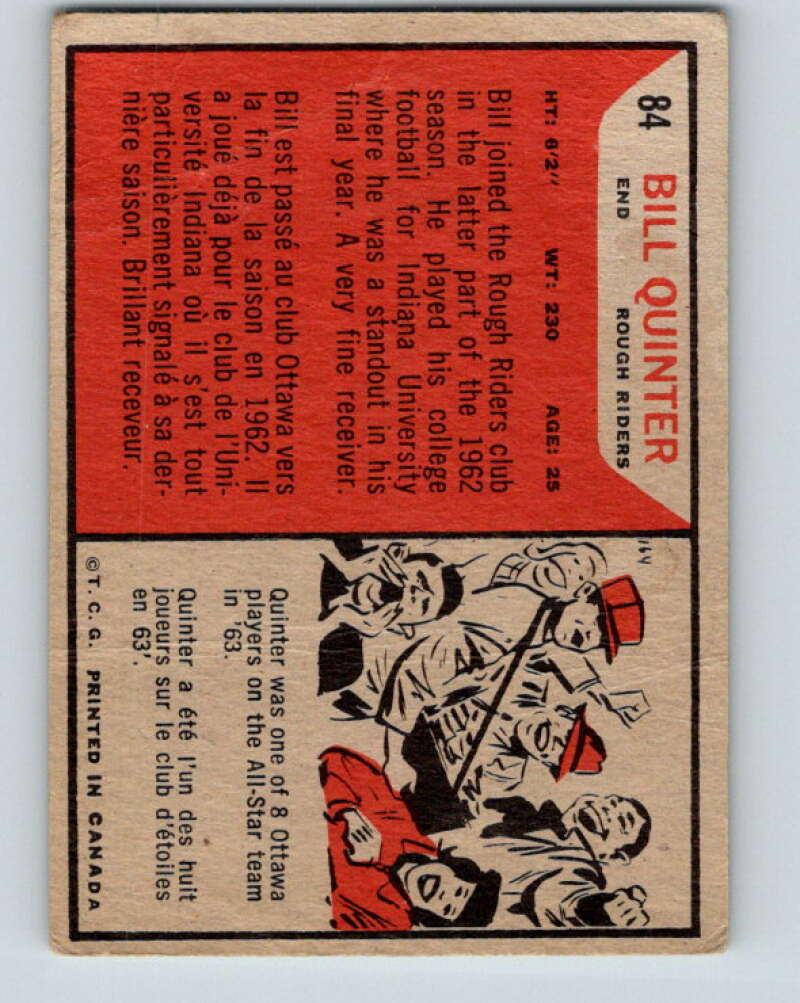 84
BILL QUINTER
END ROUGH RIDERS
HT: 6'2" WT: 230 AGE: 25
Bill joined the Rough Riders club
in the latter part of the 1962
season. He played his college
football for Indiana University
where he was a standout in his
final year. A very fine receiver.
Bill est passé au club Ottawa vers
la fin de la saison en 1962. Il
a joué déjà pour le club de l'Uni-
versité Indiana où il s'est tout
particulièrement signalé à sa der-
nière saison. Brillant receveur.
Quinter was one of 8 Ottawa
players on the All-Star team
in '63.
Quinter a été l'un des huit
joueurs sur le club d'étoiles
en 63'.
©T. C. G. PRINTED IN CANADA